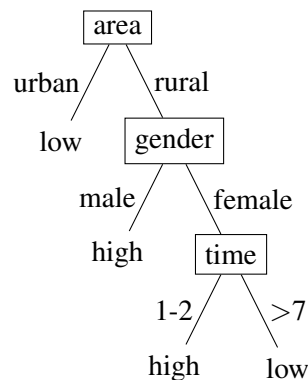 area
urban rural
low gender
male female
high time
1-2 >7
high low